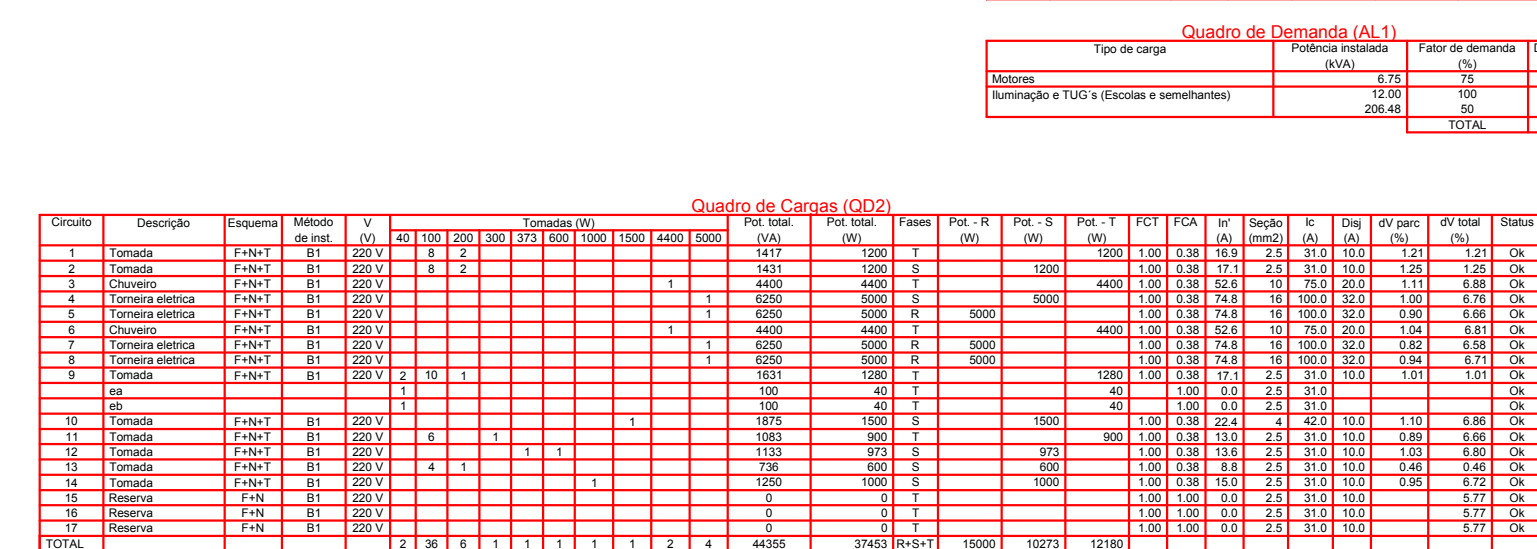 Quadro de Demanda (AL1)
Tipo de carga Potência instalada Fator de demanda
(kVA) (%)
Motores 6.75 75
Iluminação e TUG´s (Escolas e semelhantes) 12.00 100
206.48 50
TOTAL
Quadro de Cargas (QD2)
Circuito Descrição Esquema Método V Tomadas (W) Pot. total. Pot. total. Fases Pot. - R Pot. - S Pot. - T FCT FCA In' Seção Ic Disj dV parc dV total Status
de inst. (V) 40 100 200 300 373 600 1000 1500 4400 5000 (VA) (W) (W) (W) (W) (A) (mm2) (A) (A) (%) (%)
1 Tomada F+N+T B1 220 V 8 2 1417 1200 T 1200 1.00 0.38 16.9 2.5 31.0 10.0 1.21 1.21 Ok
2 Tomada F+N+T B1 220 V 8 2 1431 1200 S 1200 1.00 0.38 17.1 2.5 31.0 10.0 1.25 1.25 Ok
3 Chuveiro F+N+T B1 220 V 1 4400 4400 T 4400 1.00 0.38 52.6 10 75.0 20.0 1.11 6.88 Ok
4 Torneira eletrica F+N+T B1 220 V 1 6250 5000 S 5000 1.00 0.38 74.8 16 100.0 32.0 1.00 6.76 Ok
5 Torneira eletrica F+N+T B1 220 V 1 6250 5000 R 5000 1.00 0.38 74.8 16 100.0 32.0 0.90 6.66 Ok
6 Chuveiro F+N+T B1 220 V 1 4400 4400 T 4400 1.00 0.38 52.6 10 75.0 20.0 1.04 6.81 Ok
7 Torneira eletrica F+N+T B1 220 V 1 6250 5000 R 5000 1.00 0.38 74.8 16 100.0 32.0 0.82 6.58 Ok
8 Torneira eletrica F+N+T B1 220 V 1 6250 5000 R 5000 1.00 0.38 74.8 16 100.0 32.0 0.94 6.71 Ok
9 Tomada F+N+T B1 220 V 2 10 1 1631 1280 T 1280 1.00 0.38 17.1 2.5 31.0 10.0 1.01 1.01 Ok
ea 1 100 40 T 40 1.00 0.0 2.5 31.0 Ok
eb 1 100 40 T 40 1.00 0.0 2.5 31.0 Ok
10 Tomada F+N+T B1 220 V 1 1875 1500 S 1500 1.00 0.38 22.4 4 42.0 10.0 1.10 6.86 Ok
11 Tomada F+N+T B1 220 V 6 1 1083 900 T 900 1.00 0.38 13.0 2.5 31.0 10.0 0.89 6.66 Ok
12 Tomada F+N+T B1 220 V 1 1 1133 973 S 973 1.00 0.38 13.6 2.5 31.0 10.0 1.03 6.80 Ok
13 Tomada F+N+T B1 220 V 4 1 736 600 S 600 1.00 0.38 8.8 2.5 31.0 10.0 0.46 0.46 Ok
14 Tomada F+N+T B1 220 V 1 1250 1000 S 1000 1.00 0.38 15.0 2.5 31.0 10.0 0.95 6.72 Ok
15 Reserva F+N B1 220 V 0 0 T 1.00 1.00 0.0 2.5 31.0 10.0 5.77 Ok
16 Reserva F+N B1 220 V 0 0 T 1.00 1.00 0.0 2.5 31.0 10.0 5.77 Ok
17 Reserva F+N B1 220 V 0 0 T 1.00 1.00 0.0 2.5 31.0 10.0 5.77 Ok
TOTAL 2 36 6 1 1 1 1 1 2 4 44355 37453 R+S+T 15000 10273 12180